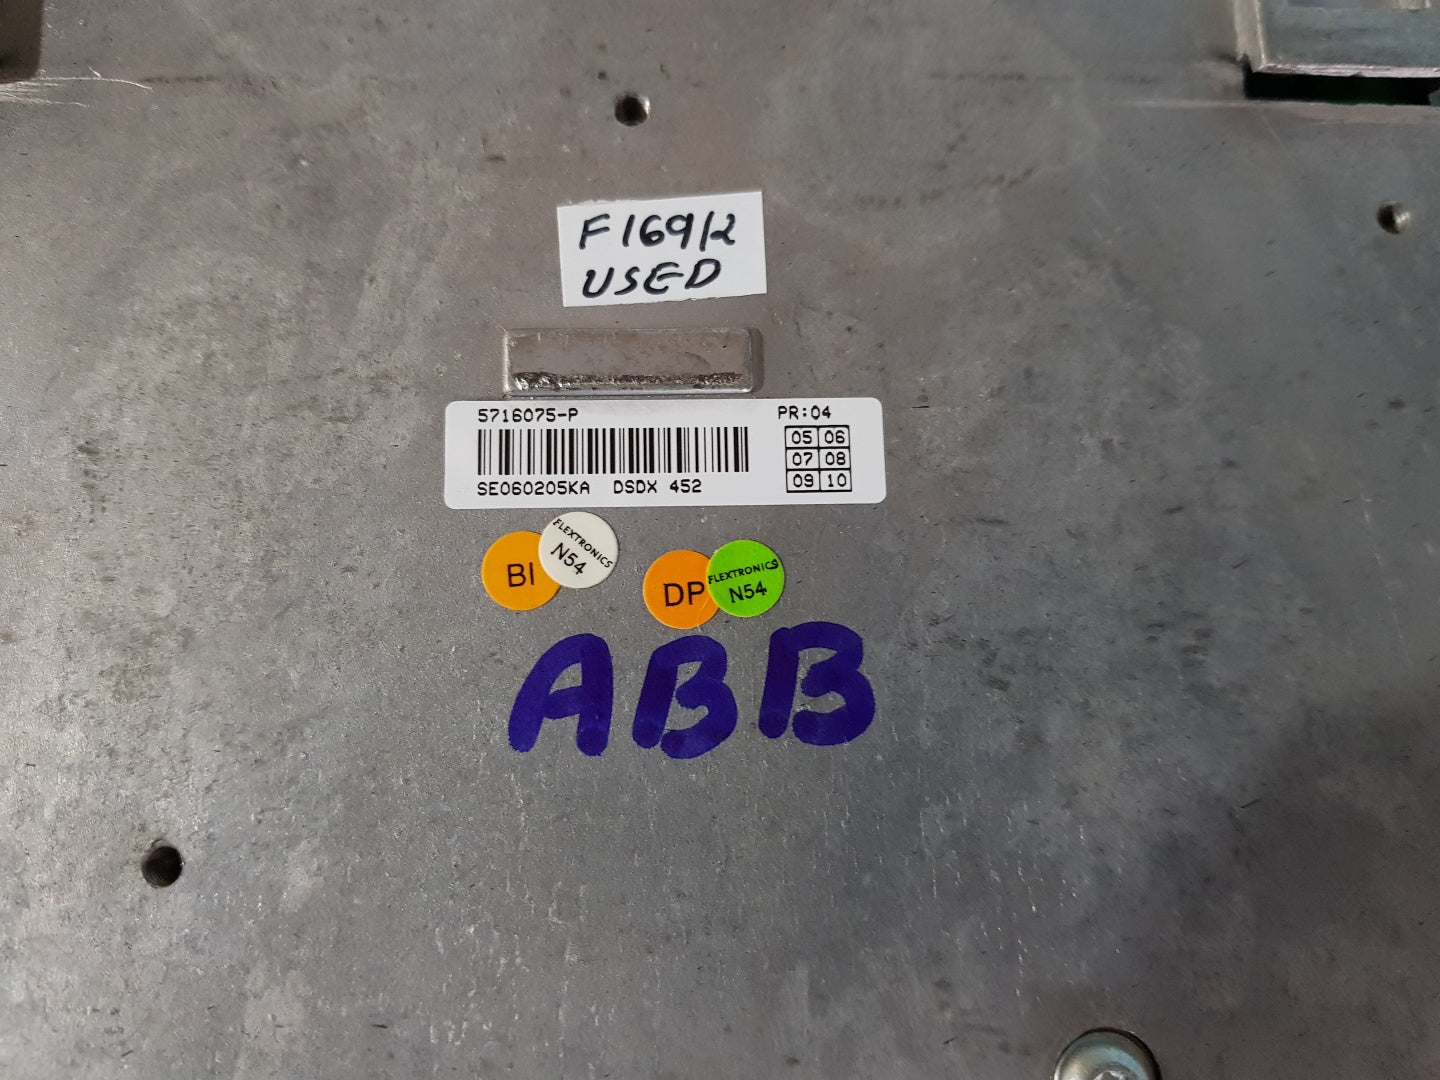 F169/2
USED
5716075-P
PR:04
SE060205KA DSDX 452
05 06
07 08
09 10
BI
FLEXTRONICS
N54
DP
FLEXTRONICS
N54
ABB